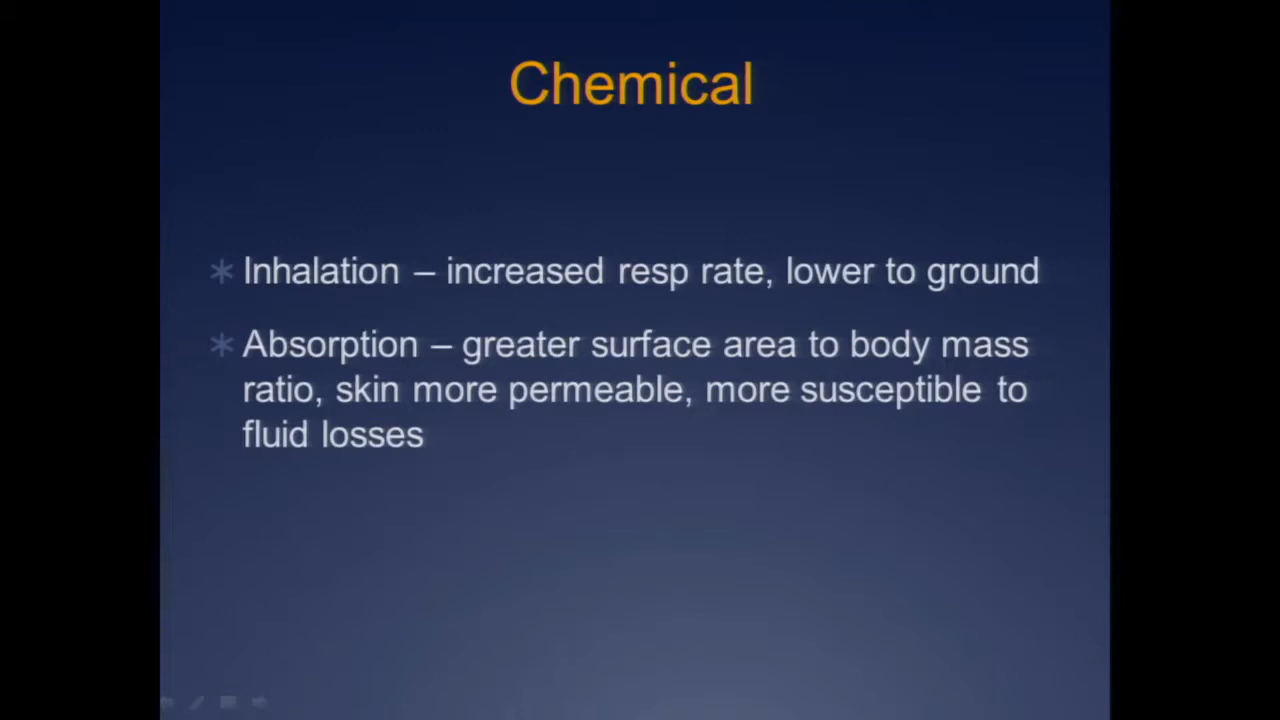 Chemical
Inhalation – increased resp rate, lower to ground
Absorption – greater surface area to body mass
ratio, skin more permeable, more susceptible to
fluid losses